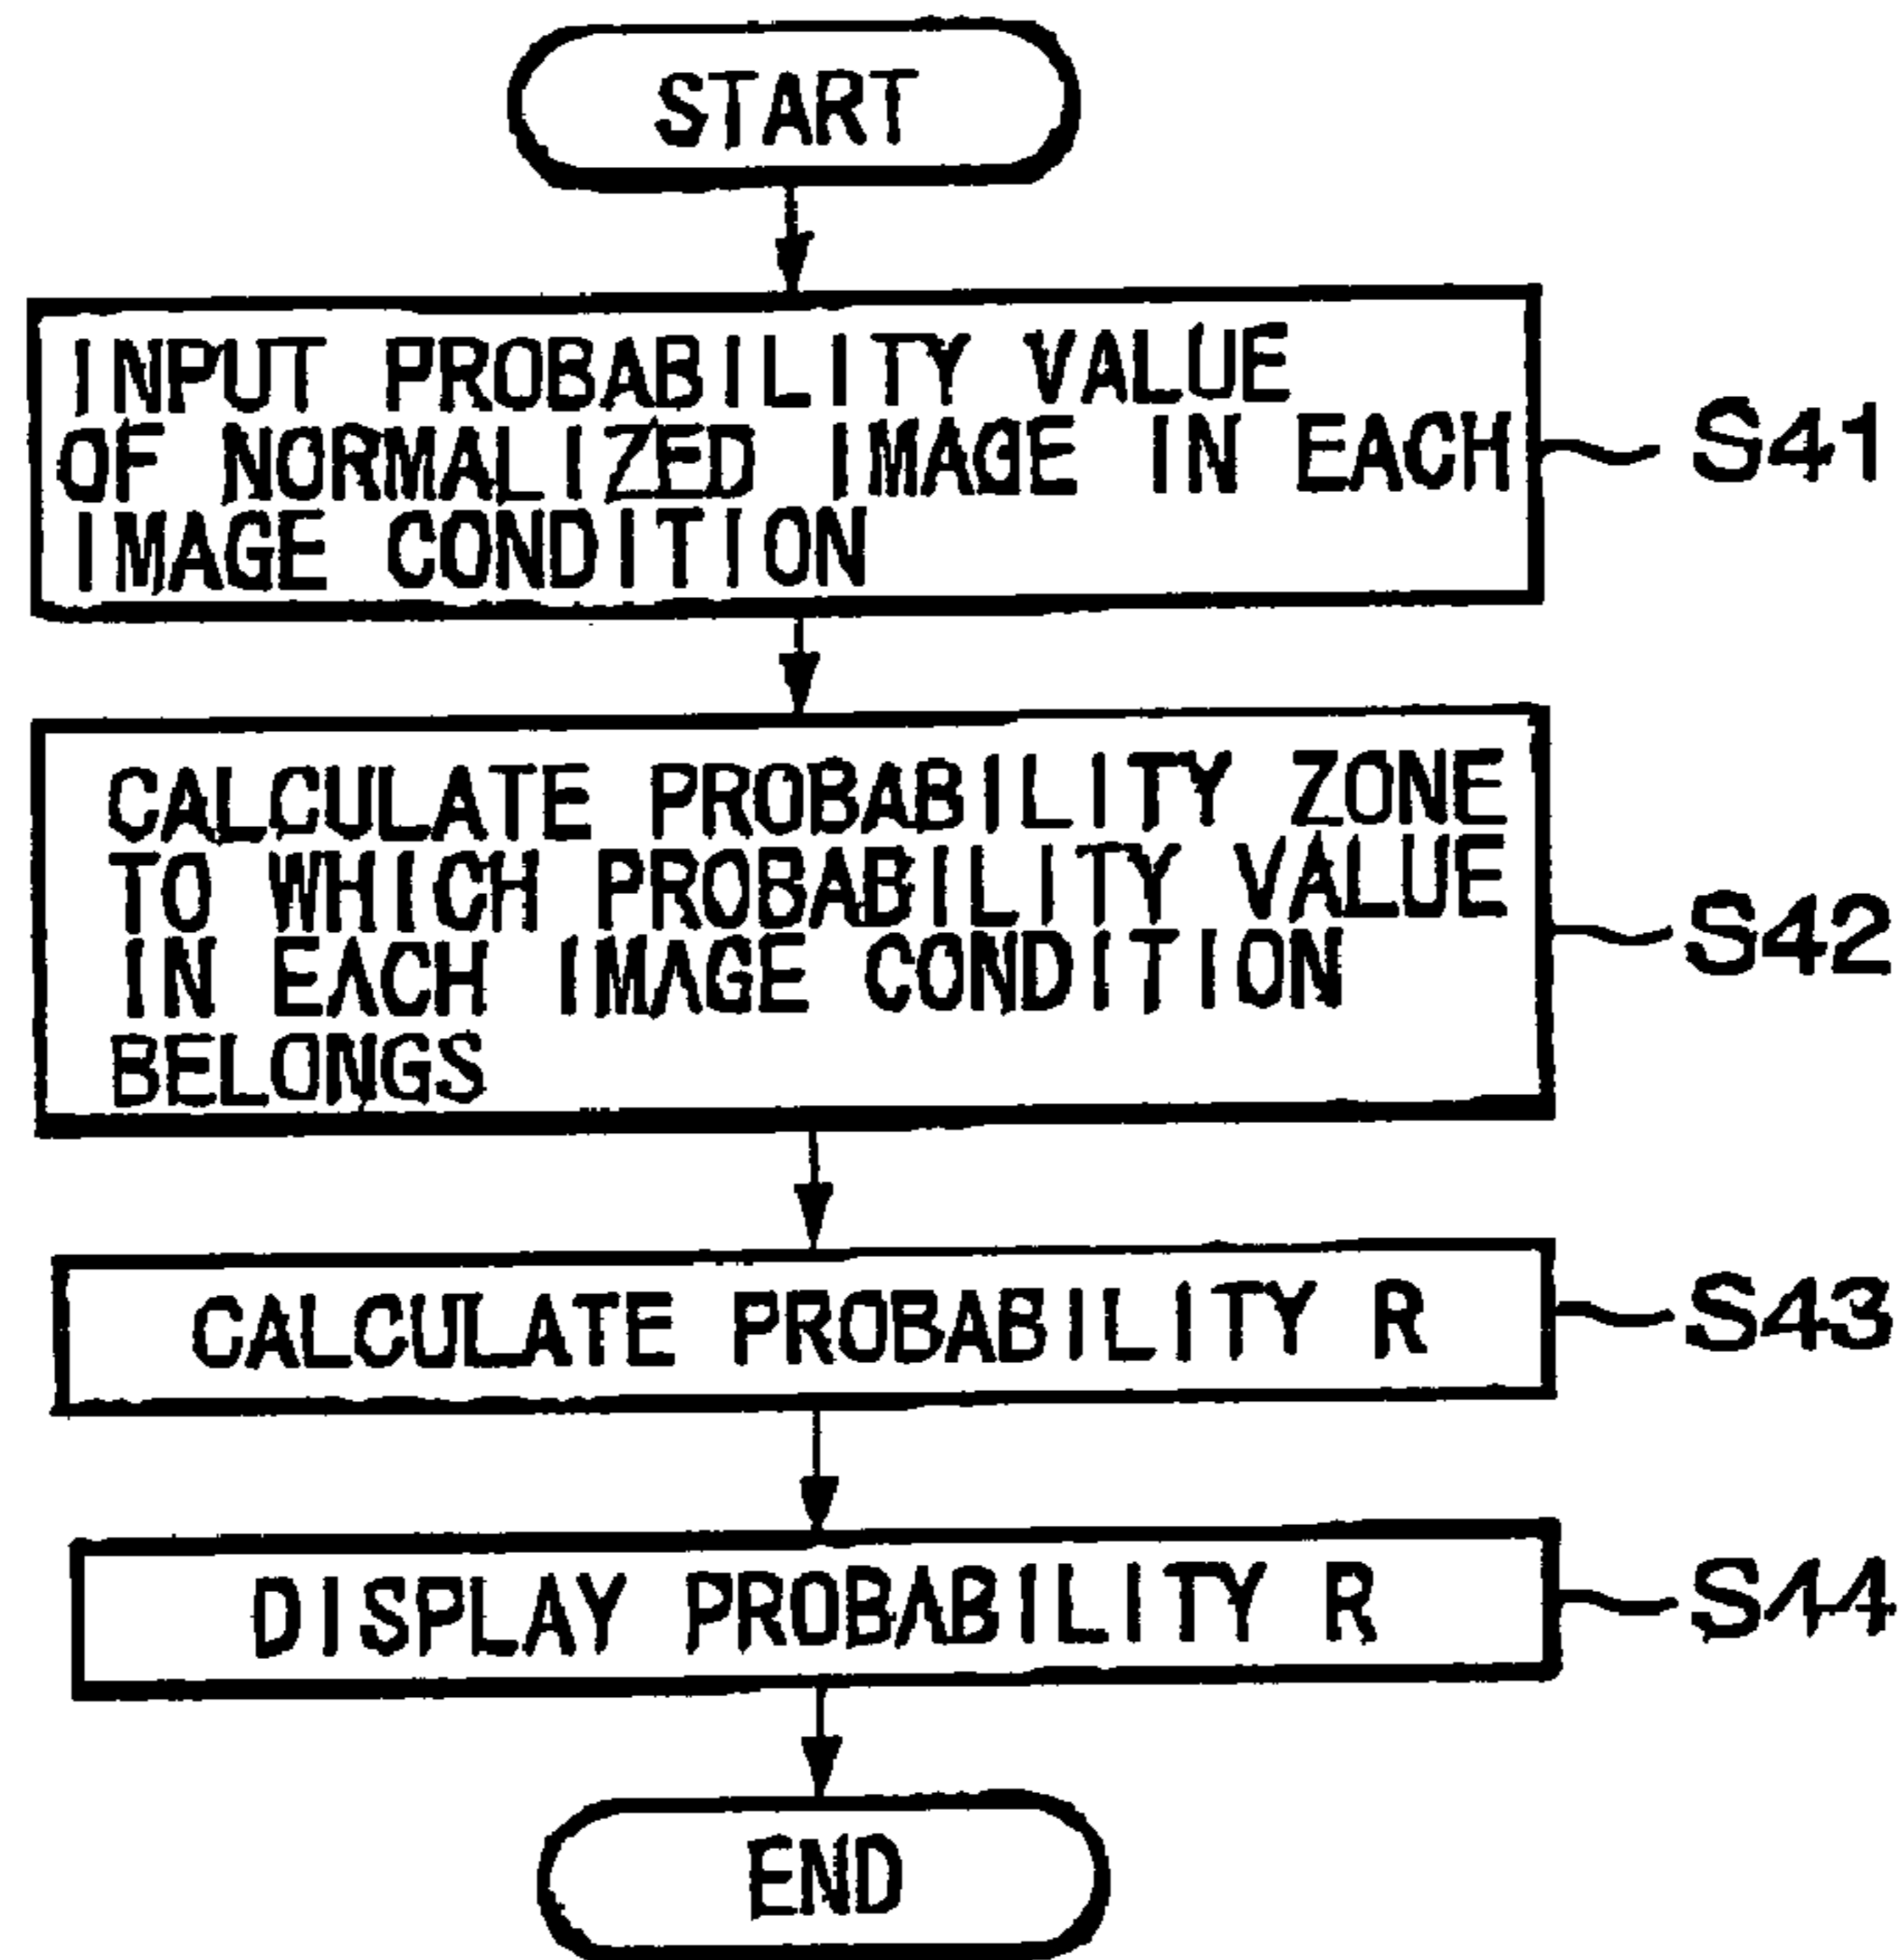 START
INPUT PROBABILITY VALUE
OF NORMALIZED IMAGE IN EACH
IMAGE CONDITION
S41
CALCULATE PROBABILITY ZONE
TO WHICH PROBABILITY VALUE
IN EACH IMAGE CONDITION
BELONGS
S42
CALCULATE PROBABILITY R
S43
DISPLAY PROBABILITY R
S44
END